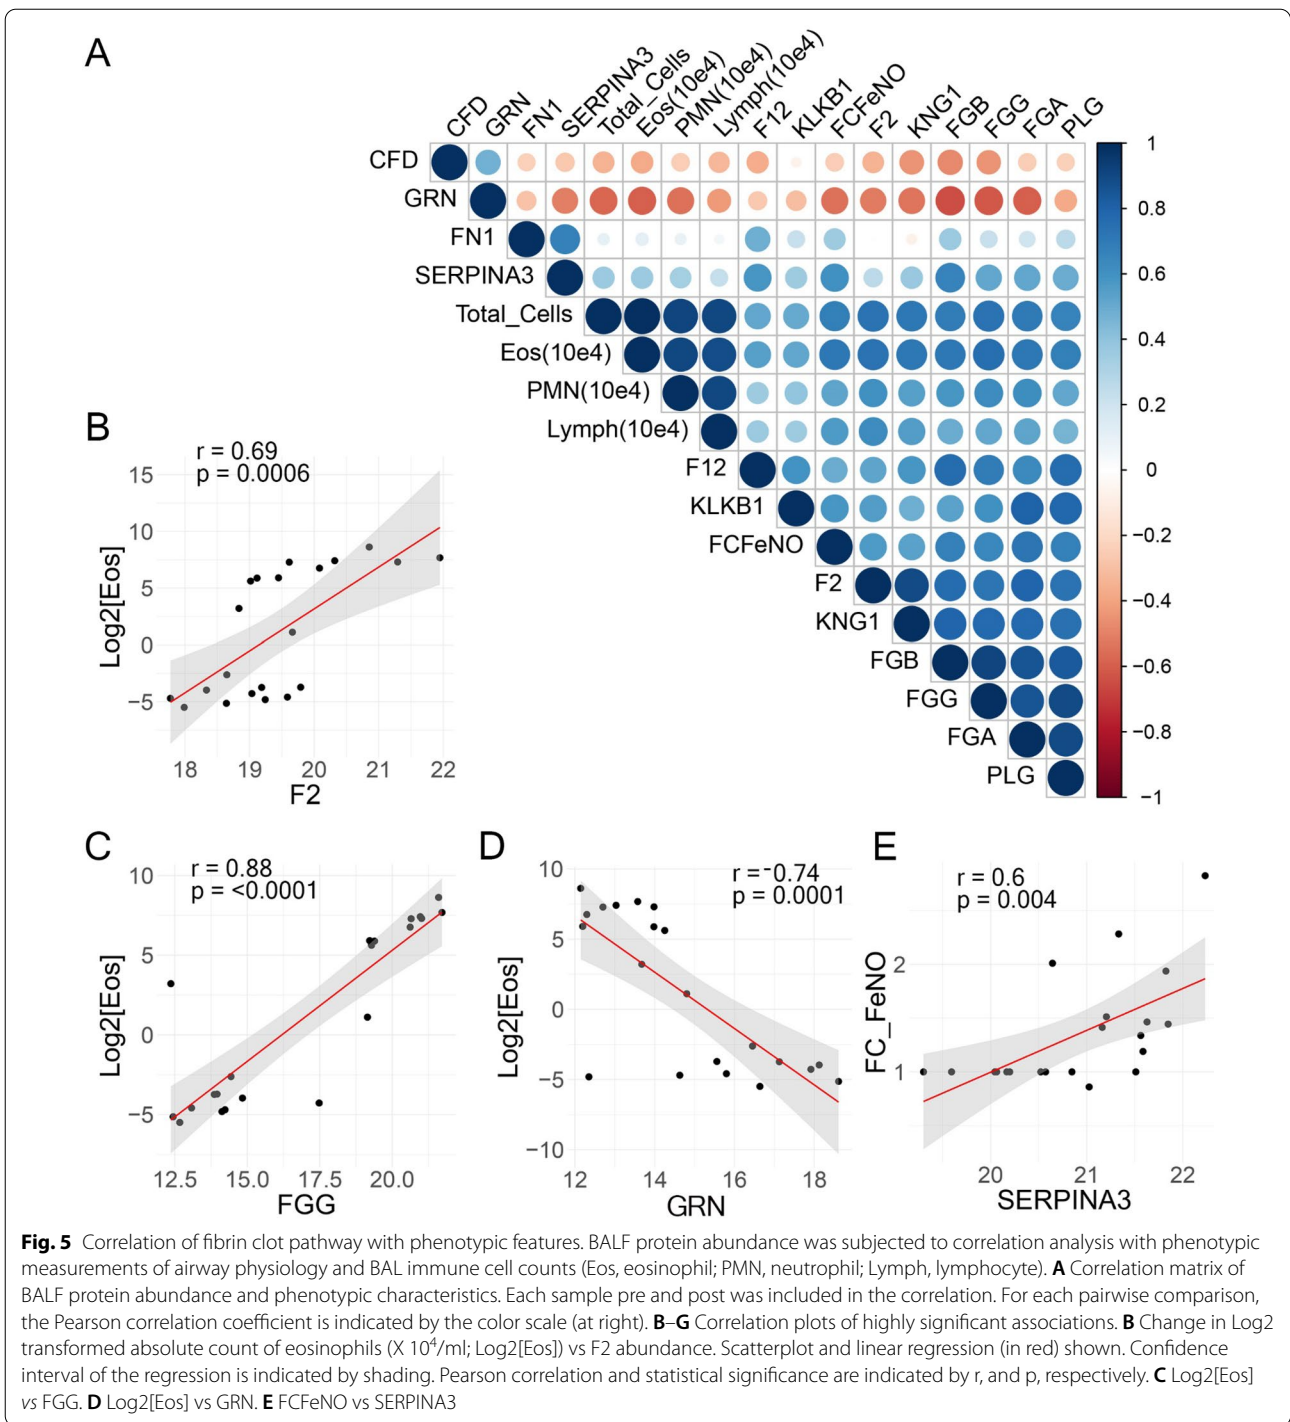 A
CFD
GRN
FN1
SERPINA3
Total_Cells
Eos(10e4)
PMN(10e4)
Lymph(10e4)
F12
KLKB1
FCFeNO
F2
KNG1
FGB
FGG
FGA
PLG
CFD
GRN
FN1
SERPINA3
Total_Cells
Eos(10e4)
PMN(10e4)
Lymph(10e4)
F12
KLKB1
FCFeNO
F2
KNG1
FGB
FGG
FGA
PLG
1
0.8
0.6
0.4
0.2
0
−0.2
−0.4
−0.6
−0.8
−1
B
r = 0.69
p = 0.0006
Log2[Eos]
15
10
5
0
−5
18 19 20 21 22
F2
C
r = 0.88
p = <0.0001
Log2[Eos]
10
5
0
−5
12.5 15.0 17.5 20.0
FGG
D
r = -0.74
p = 0.0001
Log2[Eos]
10
5
0
−5
−10
12 14 16 18
GRN
E
r = 0.6
p = 0.004
FC_FeNO
2
1
20 21 22
SERPINA3
Fig. 5 Correlation of fibrin clot pathway with phenotypic features. BALF protein abundance was subjected to correlation analysis with phenotypic
measurements of airway physiology and BAL immune cell counts (Eos, eosinophil; PMN, neutrophil; Lymph, lymphocyte). A Correlation matrix of
BALF protein abundance and phenotypic characteristics. Each sample pre and post was included in the correlation. For each pairwise comparison,
the Pearson correlation coefficient is indicated by the color scale (at right). B–G Correlation plots of highly significant associations. B Change in Log2
transformed absolute count of eosinophils (X 10⁴/ml; Log2[Eos]) vs F2 abundance. Scatterplot and linear regression (in red) shown. Confidence
interval of the regression is indicated by shading. Pearson correlation and statistical significance are indicated by r, and p, respectively. C Log2[Eos]
vs FGG. D Log2[Eos] vs GRN. E FCFeNO vs SERPINA3